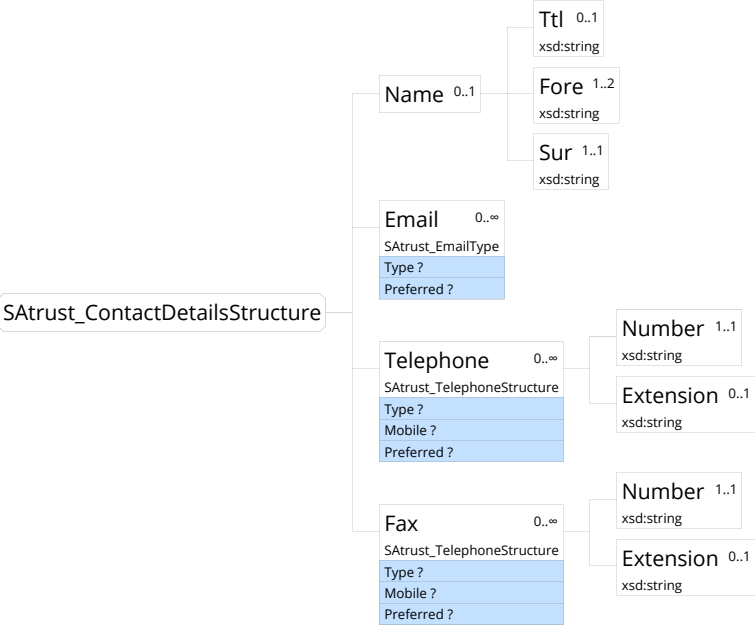 SAtrust_ContactDetailsStructure
Name 0..1
Ttl 0..1
xsd:string
Fore 1..2
xsd:string
Sur 1..1
xsd:string
Email 0..∞
SAtrust_EmailType
Type ?
Preferred ?
Telephone 0..∞
SAtrust_TelephoneStructure
Type ?
Mobile ?
Preferred ?
Number 1..1
xsd:string
Extension 0..1
xsd:string
Fax 0..∞
SAtrust_TelephoneStructure
Type ?
Mobile ?
Preferred ?
Number 1..1
xsd:string
Extension 0..1
xsd:string